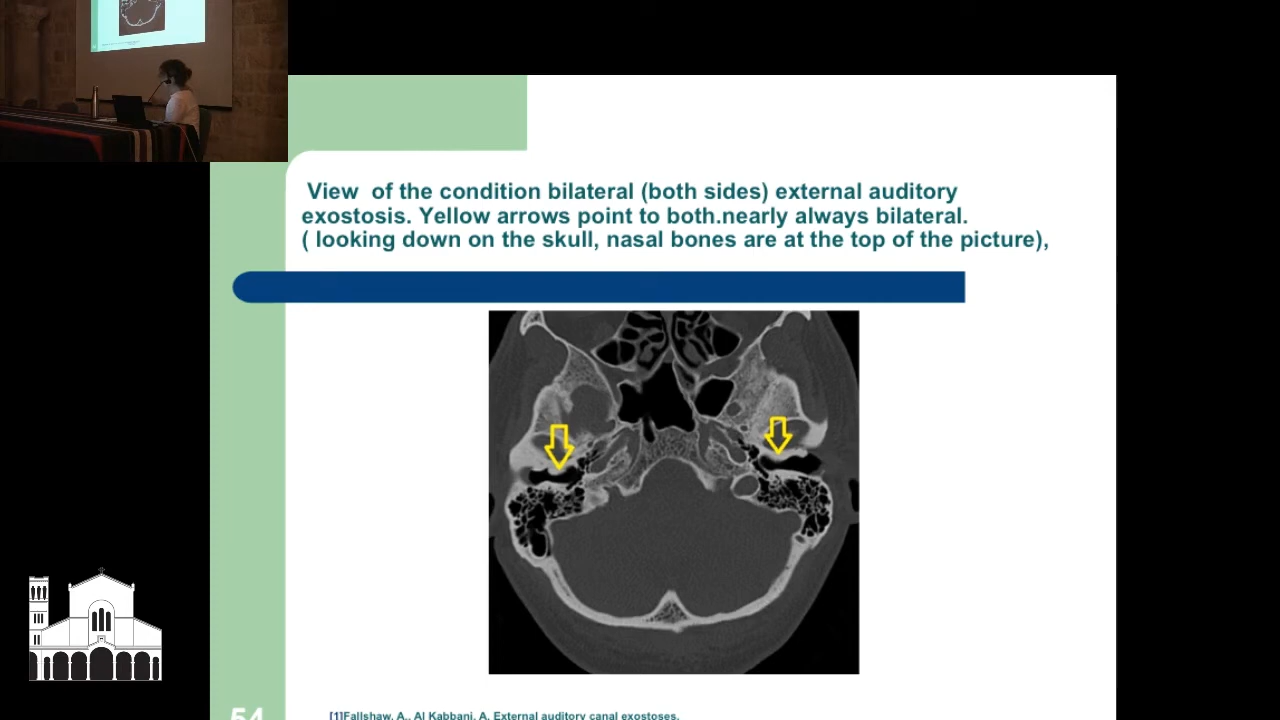 View of the condition bilateral (both sides) external auditory
exostosis. Yellow arrows point to both.nearly always bilateral.
( looking down on the skull, nasal bones are at the top of the picture),
54
[1]Fallshaw, A., Al Kabbani, A. External auditory canal exostoses.